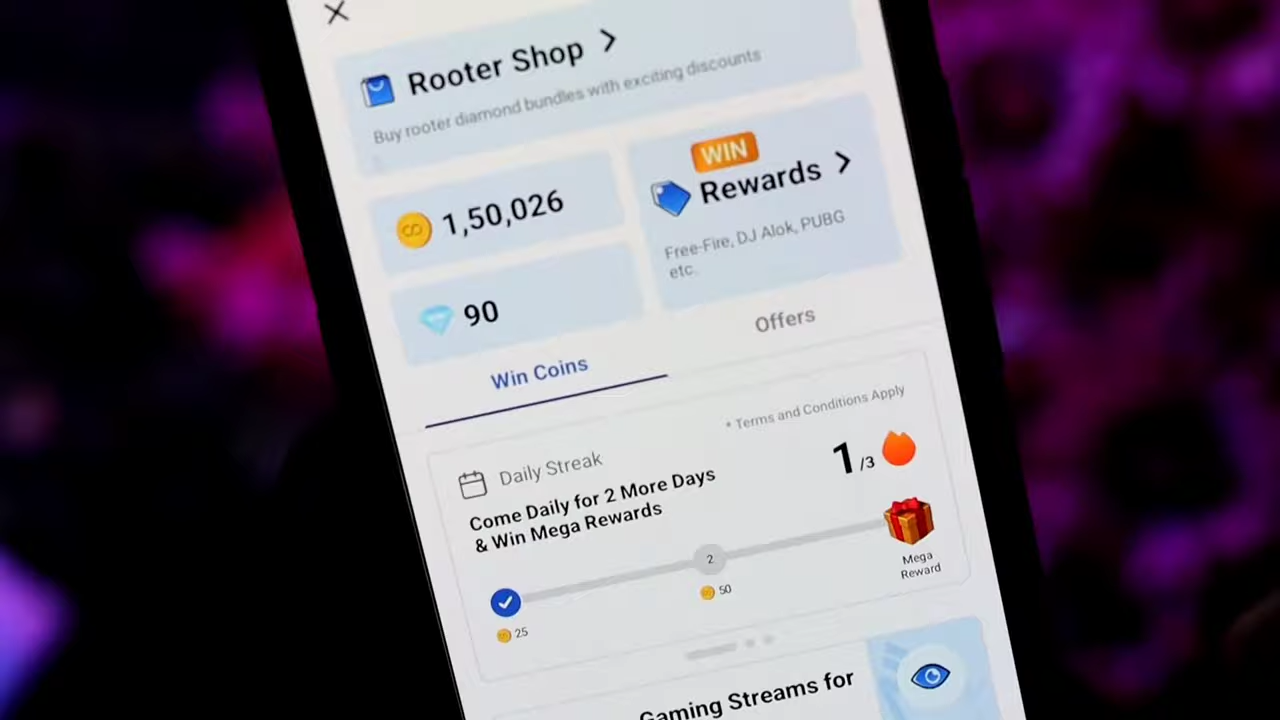 Rooter Shop
Buy rooter diamond bundles with exciting discounts
1,50,026
WIN
Rewards
Free-Fire, DJ Alok, PUBG
etc.
90
Win Coins
Offers
* Terms and Conditions Apply
Daily Streak
1/3
Come Daily for 2 More Days
& Win Mega Rewards
2
25
50
Mega
Reward
Gaming Streams for